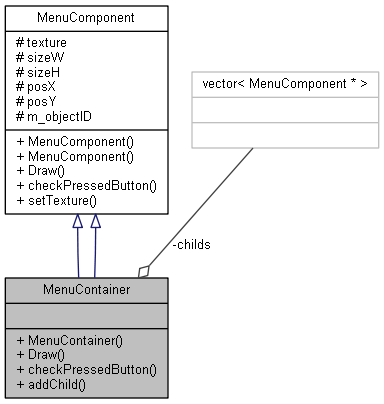 MenuComponent
# texture
# sizeW
# sizeH
# posX
# posY
# m_objectID
+ MenuComponent()
+ MenuComponent()
+ Draw()
+ checkPressedButton()
+ setTexture()
vector< MenuComponent * >
-childs
MenuContainer
+ MenuContainer()
+ Draw()
+ checkPressedButton()
+ addChild()